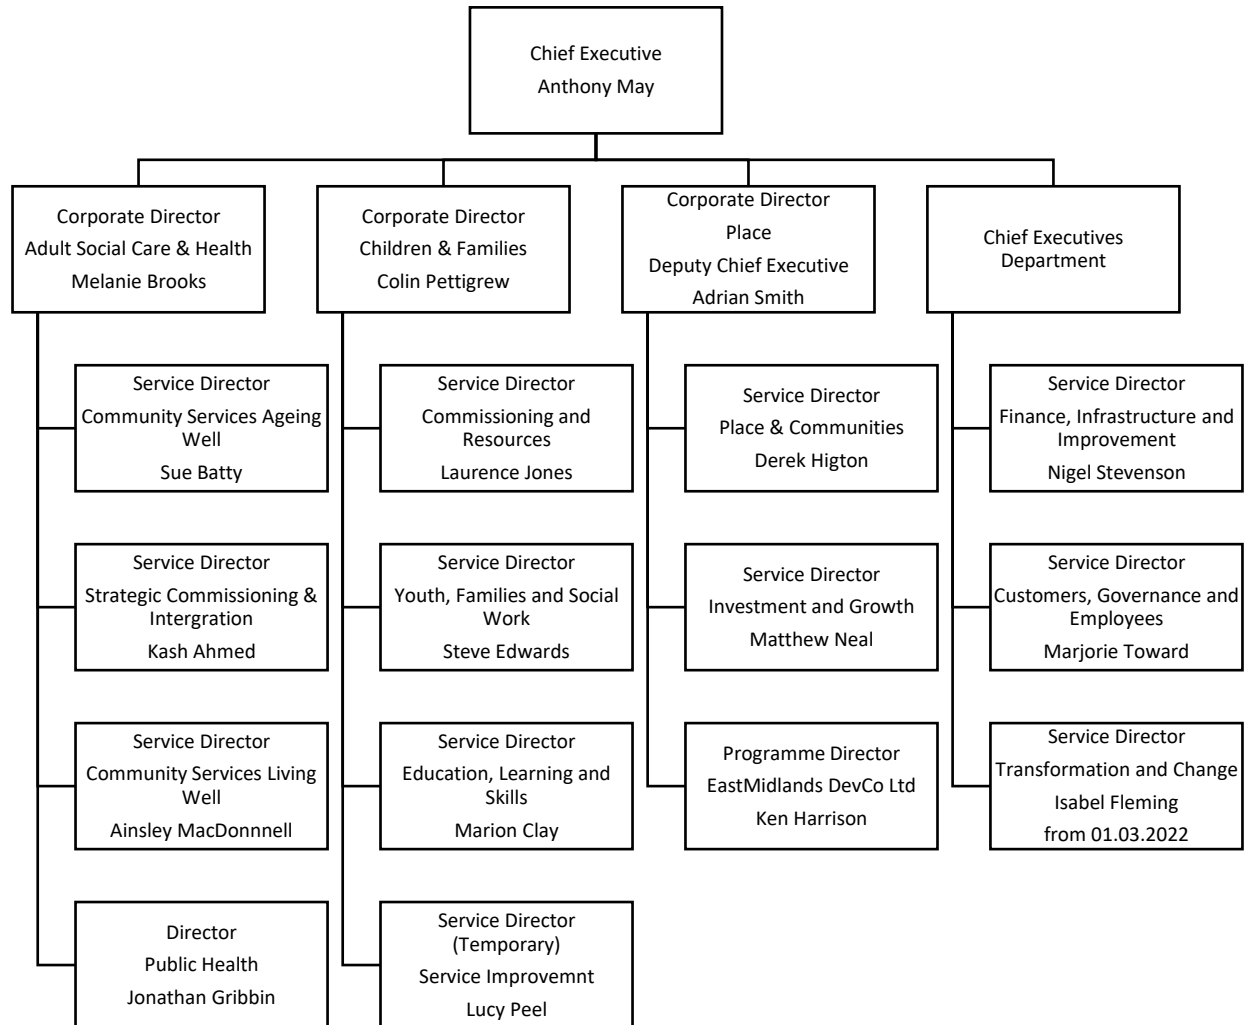 Chief Executive
Anthony May
Corporate Director
Adult Social Care & Health
Melanie Brooks
Corporate Director
Children & Families
Colin Pettigrew
Corporate Director
Place
Deputy Chief Executive
Adrian Smith
Chief Executives
Department
Service Director
Community Services Ageing
Well
Sue Batty
Service Director
Commissioning and
Resources
Laurence Jones
Service Director
Place & Communities
Derek Higton
Service Director
Finance, Infrastructure and
Improvement
Nigel Stevenson
Service Director
Strategic Commissioning &
Intergration
Kash Ahmed
Service Director
Youth, Families and Social
Work
Steve Edwards
Service Director
Investment and Growth
Matthew Neal
Service Director
Customers, Governance and
Employees
Marjorie Toward
Service Director
Community Services Living
Well
Ainsley MacDonnnell
Service Director
Education, Learning and
Skills
Marion Clay
Programme Director
EastMidlands DevCo Ltd
Ken Harrison
Service Director
Transformation and Change
Isabel Fleming
from 01.03.2022
Director
Public Health
Jonathan Gribbin
Service Director
(Temporary)
Service Improvemnt
Lucy Peel